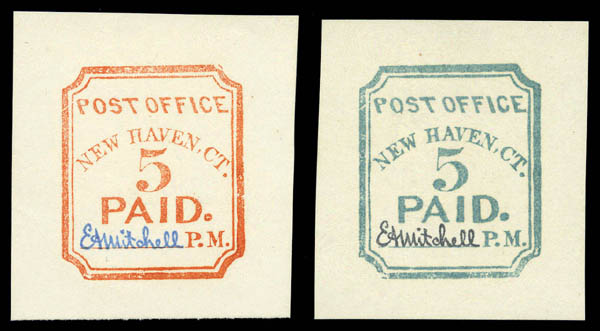 POST OFFICE
NEW HAVEN, CT.
5
PAID.
E A Mitchell P. M.
POST OFFICE
NEW HAVEN, CT.
5
PAID.
E A Mitchell P. M.